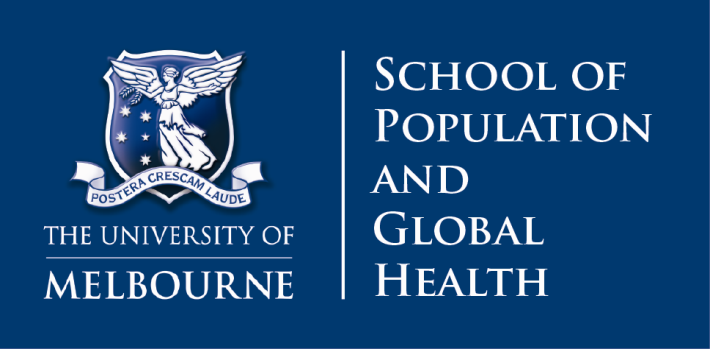 POSTERA CRESCAM LAUDE
THE UNIVERSITY OF
MELBOURNE
SCHOOL OF
POPULATION
AND
GLOBAL
HEALTH